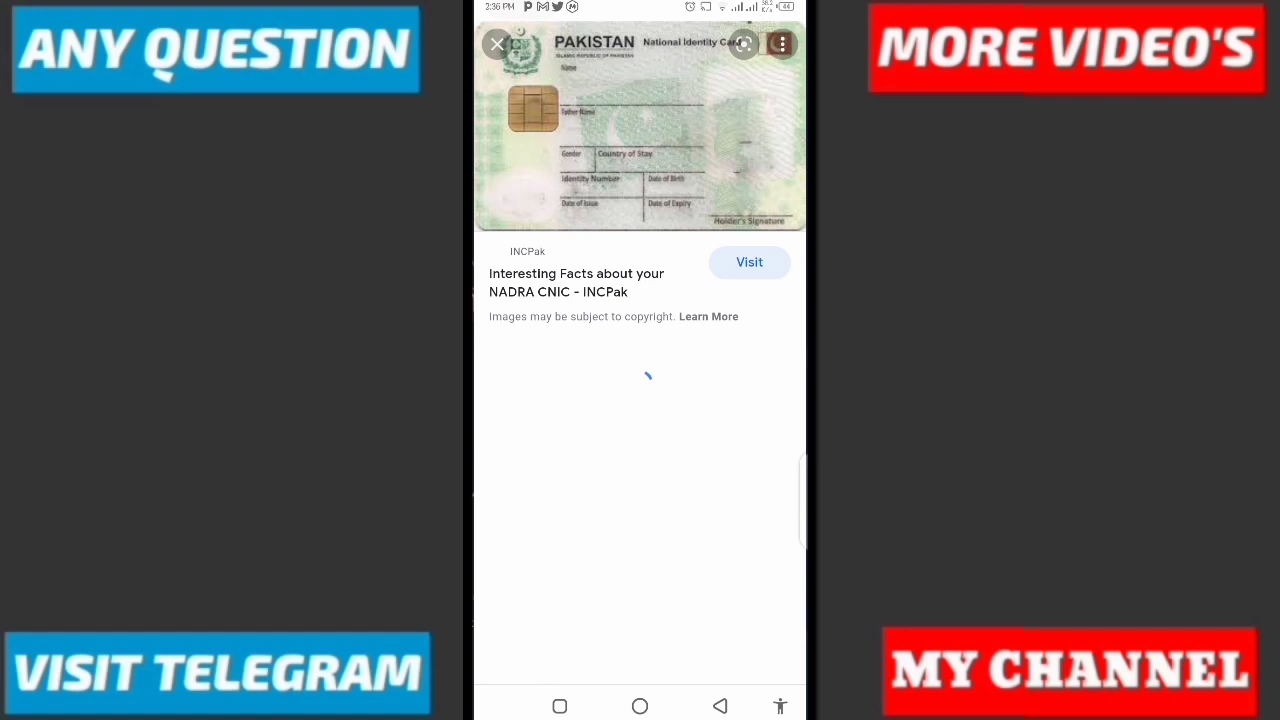 NY QUESTION
MORE VIDEO'S
2:36 PM
44
PAKISTAN National Identity Card
ISLAMIC REPUBLIC OF PAKISTAN
Name
Father Name
Gender Country of Stay
Identity Number Date of Birth
Date of Issue Date of Expiry
Holder's Signature
INCPak
Visit
Interesting Facts about your
NADRA CNIC - INCPak
Images may be subject to copyright. Learn More
VISIT TELEGRAM
MY CHANNEL